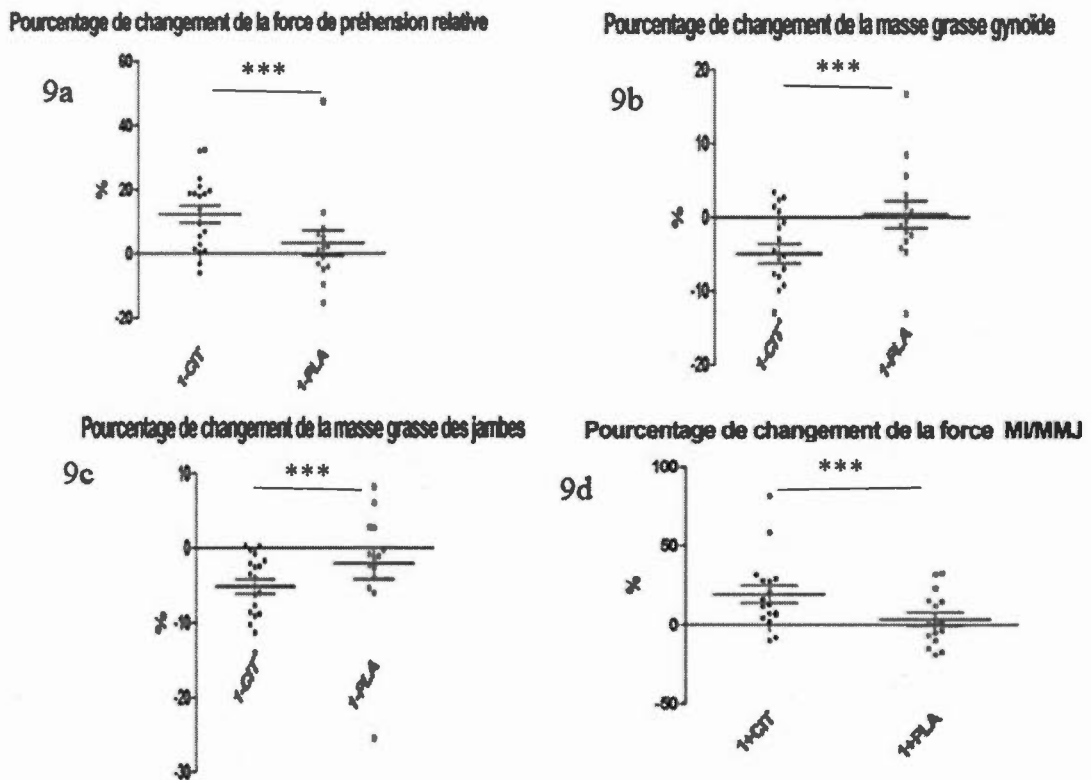 Pourcentage de changement de la force de préhension relative
9a
***
60
40
20
0
-20
%
1-CIT
1-PLA
Pourcentage de changement de la masse grasse gynoïde
9b
***
20
10
0
-10
-20
%
1-CIT
1-PLA
Pourcentage de changement de la masse grasse des jambes
9c
***
10
0
-10
-20
-30
%
1-CIT
1-PLA
Pourcentage de changement de la force MI/MMJ
9d
***
100
50
0
-50
%
1+CIT
1+PLA